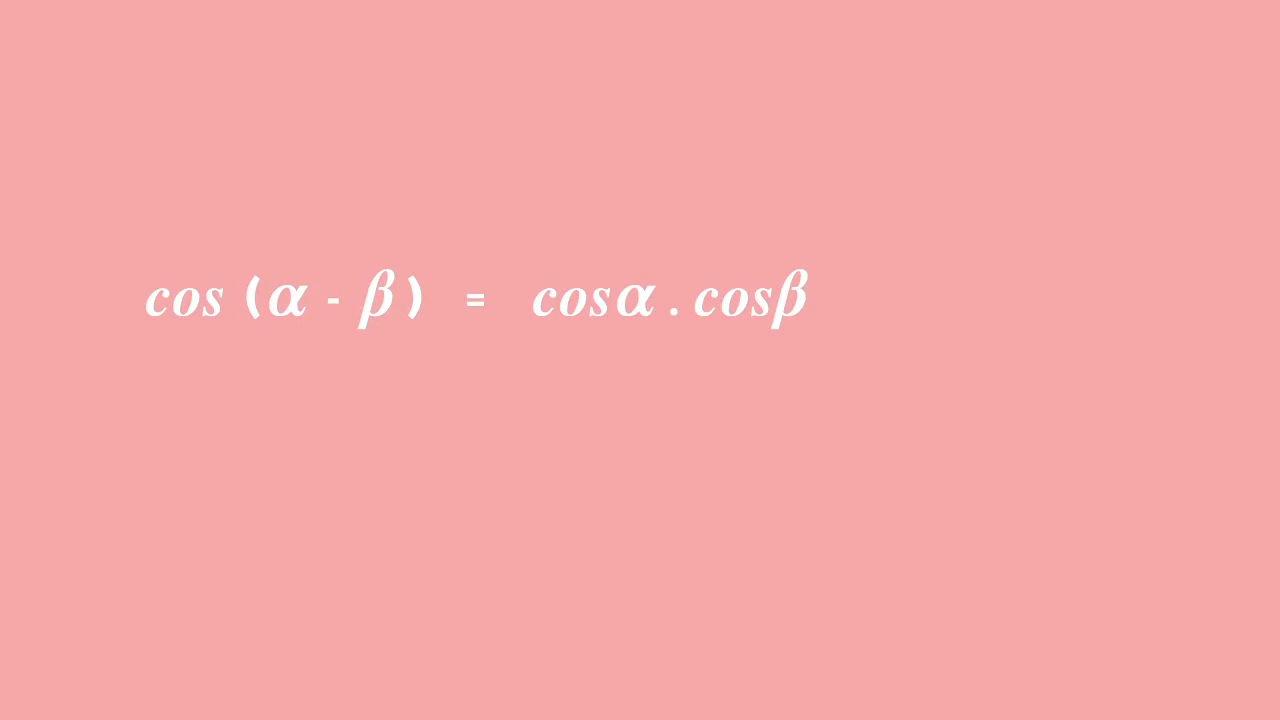 cos (α - β) = cosα . cosβ